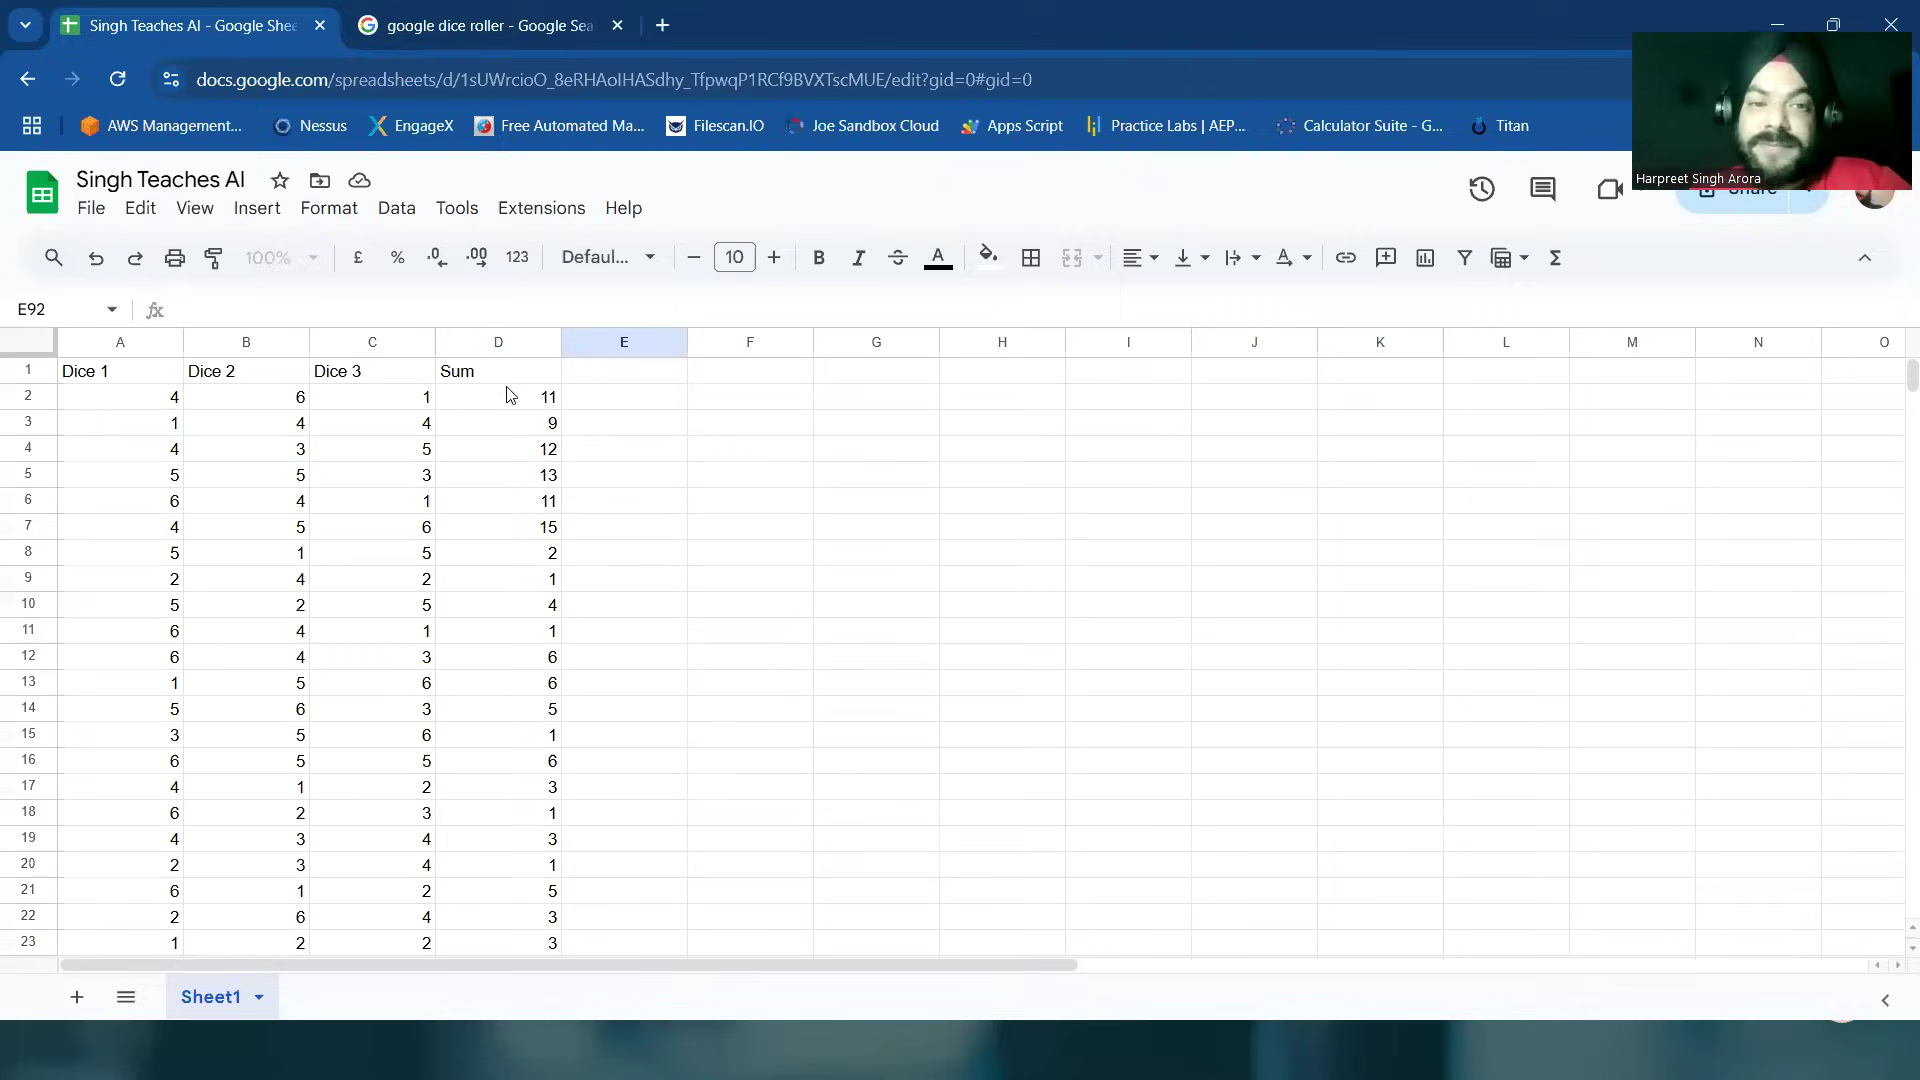 Singh Teaches AI - Google Shee
google dice roller - Google Sea
docs.google.com/spreadsheets/d/1sUWrcioO_8eRHAoIHASdhy_TfpwqP1RCf9BVXTscMUE/edit?gid=0#gid=0
AWS Management... Nessus EngageX Free Automated Ma... Filescan.IO Joe Sandbox Cloud Apps Script Practice Labs | AEP... Calculator Suite - G... Titan
Harpreet Singh Arora
Singh Teaches AI
File Edit View Insert Format Data Tools Extensions Help
Share
100% £ % .0 .00 123 Defaul... 10 B I S A
E92 fx
A B C D E F G H I J K L M N O
1 Dice 1 Dice 2 Dice 3 Sum
2 4 6 1 11
3 1 4 4 9
4 4 3 5 12
5 5 5 3 13
6 6 4 1 11
7 4 5 6 15
8 5 1 5 2
9 2 4 2 1
10 5 2 5 4
11 6 4 1 1
12 6 4 3 6
13 1 5 6 6
14 5 6 3 5
15 3 5 6 1
16 6 5 5 6
17 4 1 2 3
18 6 2 3 1
19 4 3 4 3
20 2 3 4 1
21 6 1 2 5
22 2 6 4 3
23 1 2 2 3
Sheet1